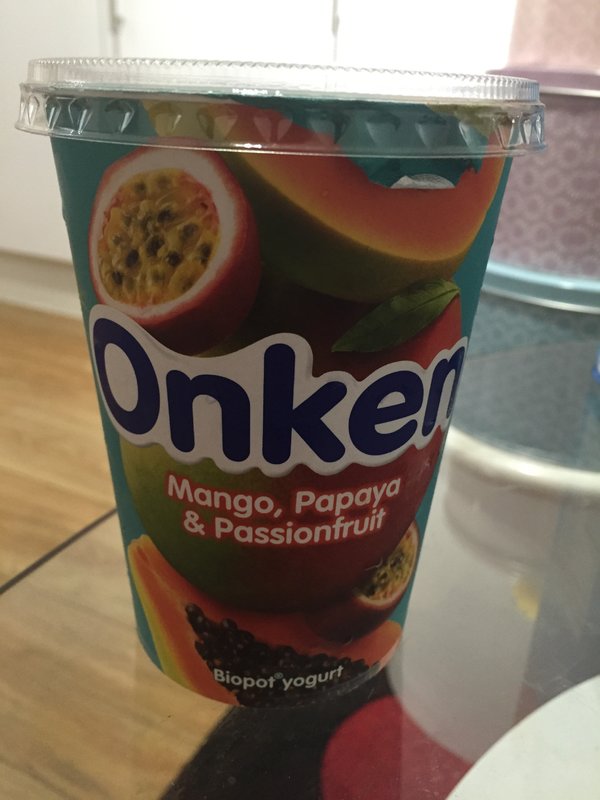 Onken
Mango, Papaya
& Passionfruit
Biopot® yogurt